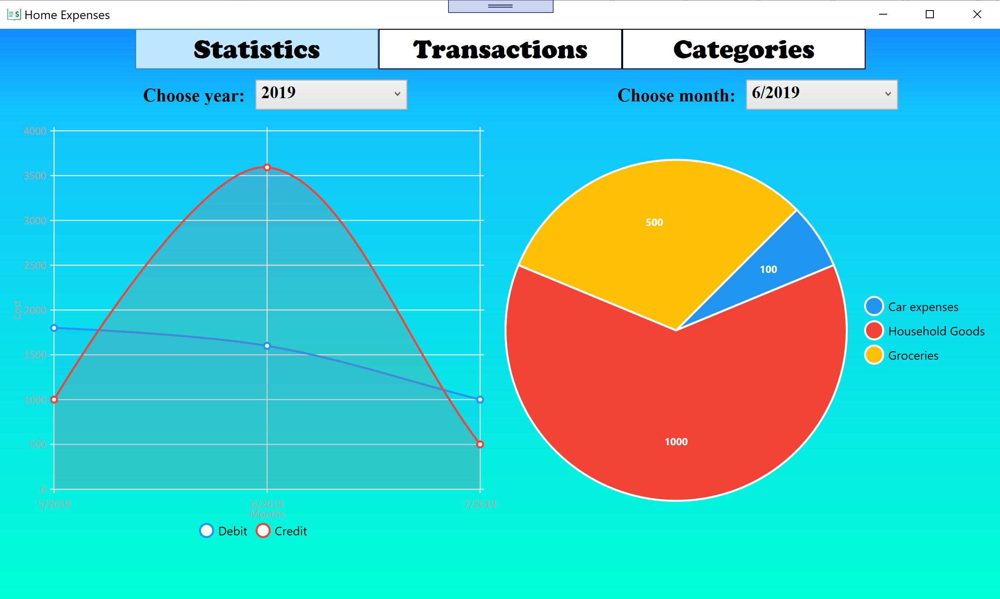 Home Expenses
Statistics
Transactions
Categories
Choose year:
2019
Choose month:
6/2019
4000
3500
3000
2500
2000
1500
1000
500
0
Cost
5/2019
6/2019
7/2019
Months
Debit
Credit
500
100
1000
Car expenses
Household Goods
Groceries